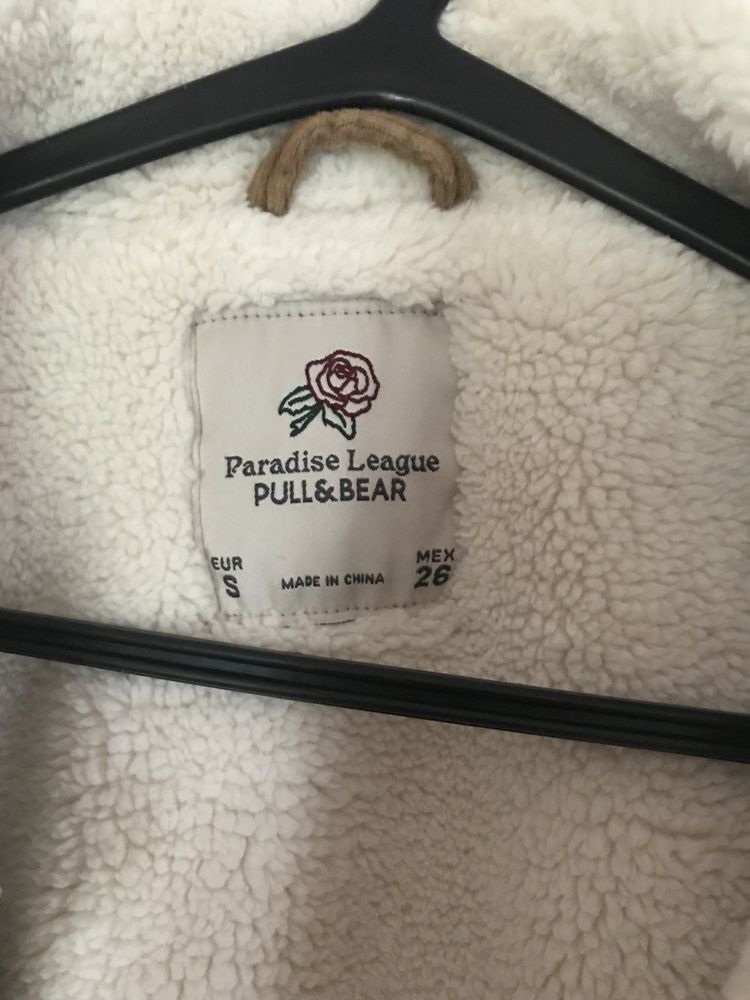 Paradise League
PULL&BEAR
EUR
S
MADE IN CHINA
MEX
26